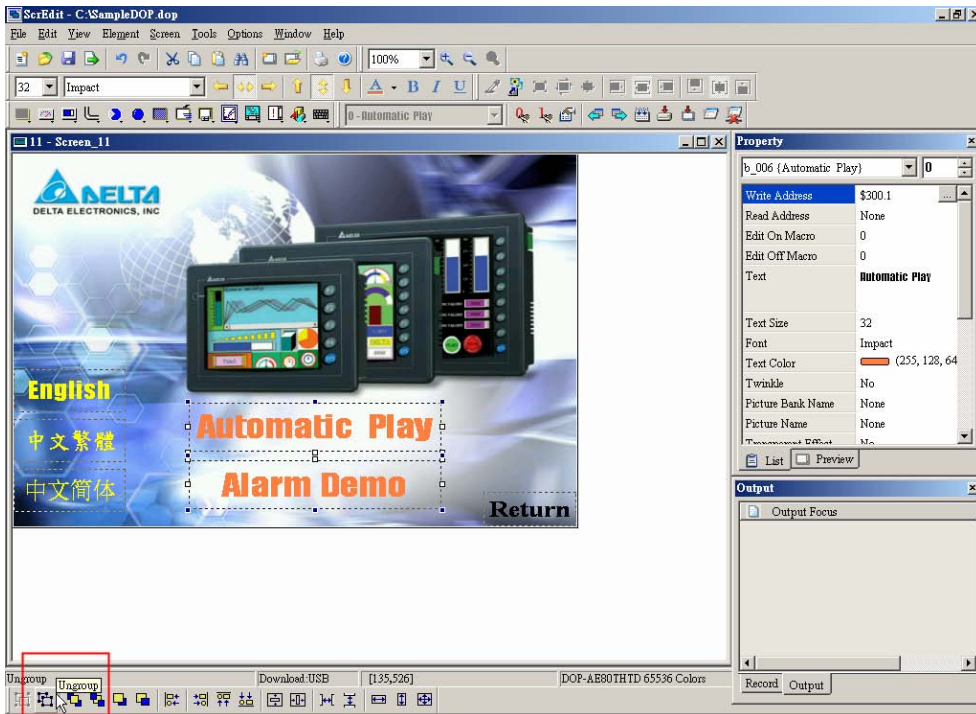 ScrEdit - C:\SampleDOP.dop
File Edit View Element Screen Tools Options Window Help
100%
32 Impact A B I U
0 - Automatic Play
11 - Screen_11
DELTA
DELTA ELECTRONICS, INC
English
中文繁體
中文简体
Automatic Play
Alarm Demo
Return
Property
b_006 {Automatic Play} 0
Write Address $300.1 ...
Read Address None
Edit On Macro 0
Edit Off Macro 0
Text Automatic Play
Text Size 32
Font Impact
Text Color (255, 128, 64
Twinkle No
Picture Bank Name None
Picture Name None
Transparent Effect No
List Preview
Output
Output Focus
Record Output
Ungroup Download:USB [135,526] DOP-AE80THTD 65536 Colors
Ungroup